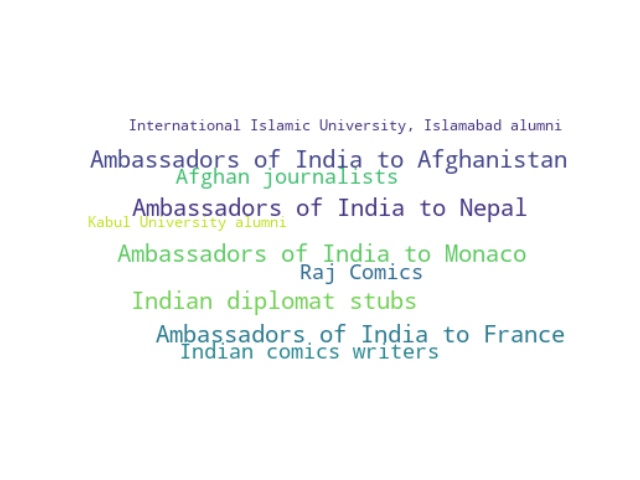 International Islamic University, Islamabad alumni
Ambassadors of India to Afghanistan
Afghan journalists
Ambassadors of India to Nepal
Kabul University alumni
Ambassadors of India to Monaco
Raj Comics
Indian diplomat stubs
Ambassadors of India to France
Indian comics writers